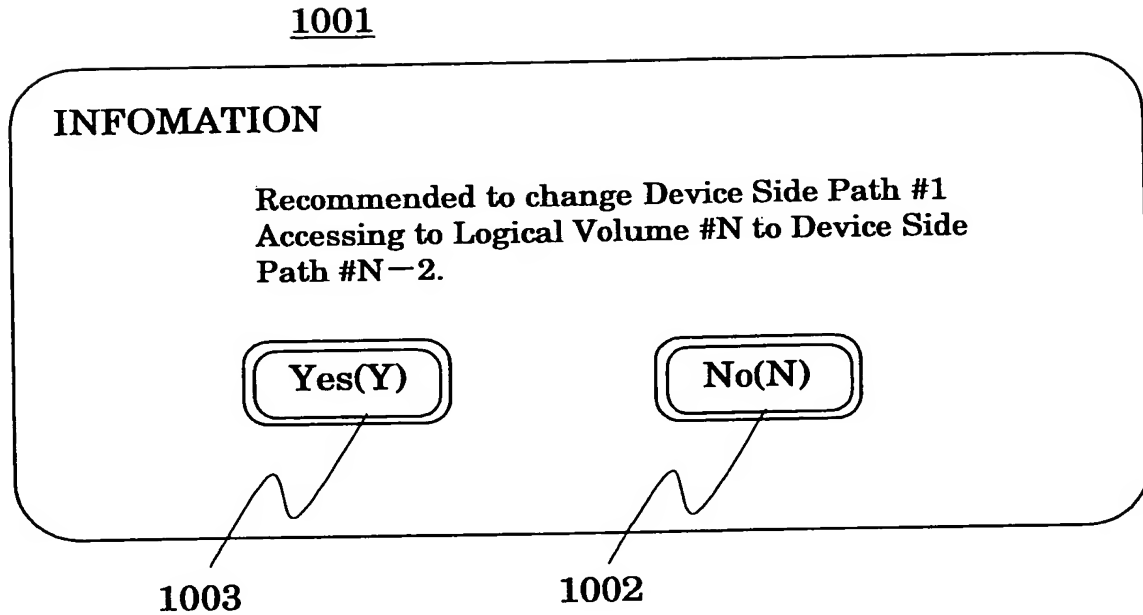 1001
INFOMATION
Recommended to change Device Side Path #1
Accessing to Logical Volume #N to Device Side
Path #N−2.
Yes(Y) No(N)
1003 1002